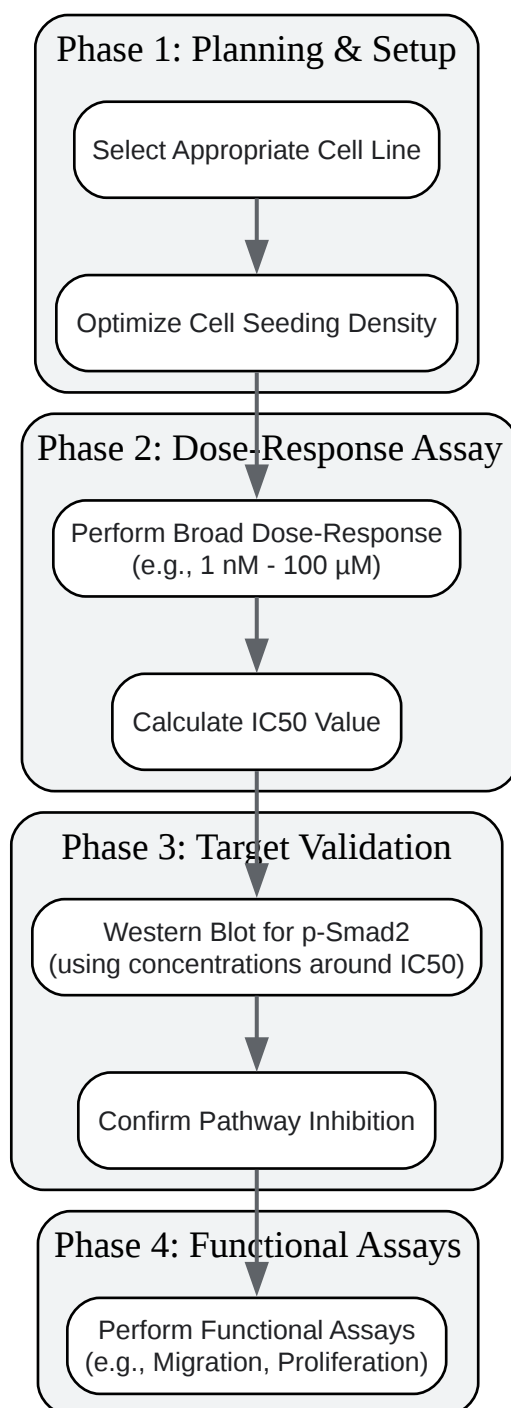 Phase 1: Planning & Setup
Select Appropriate Cell Line
Optimize Cell Seeding Density
Phase 2: Dose-Response Assay
Perform Broad Dose-Response
(e.g., 1 nM - 100 µM)
Calculate IC50 Value
Phase 3: Target Validation
Western Blot for p-Smad2
(using concentrations around IC50)
Confirm Pathway Inhibition
Phase 4: Functional Assays
Perform Functional Assays
(e.g., Migration, Proliferation)